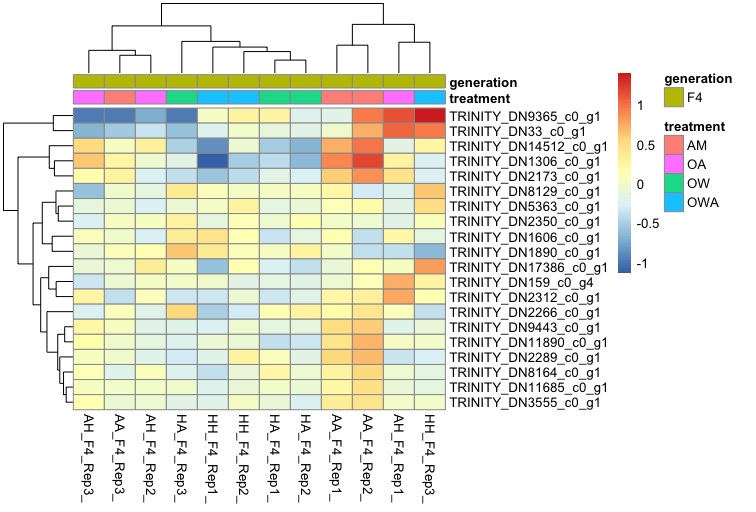 generation
treatment
TRINITY_DN9365_c0_g1
TRINITY_DN33_c0_g1
TRINITY_DN14512_c0_g1
TRINITY_DN1306_c0_g1
TRINITY_DN2173_c0_g1
TRINITY_DN8129_c0_g1
TRINITY_DN5363_c0_g1
TRINITY_DN2350_c0_g1
TRINITY_DN1606_c0_g1
TRINITY_DN1890_c0_g1
TRINITY_DN17386_c0_g1
TRINITY_DN159_c0_g4
TRINITY_DN2312_c0_g1
TRINITY_DN2266_c0_g1
TRINITY_DN9443_c0_g1
TRINITY_DN11890_c0_g1
TRINITY_DN2289_c0_g1
TRINITY_DN8164_c0_g1
TRINITY_DN11685_c0_g1
TRINITY_DN3555_c0_g1
AH_F4_Rep3_
AA_F4_Rep3_
AH_F4_Rep2_
HA_F4_Rep3_
HH_F4_Rep1_
HH_F4_Rep2_
HA_F4_Rep1_
HA_F4_Rep2_
AA_F4_Rep1_
AA_F4_Rep2_
AH_F4_Rep1_
HH_F4_Rep3_
1
0.5
0
-0.5
-1
generation
F4
treatment
AM
OA
OW
OWA